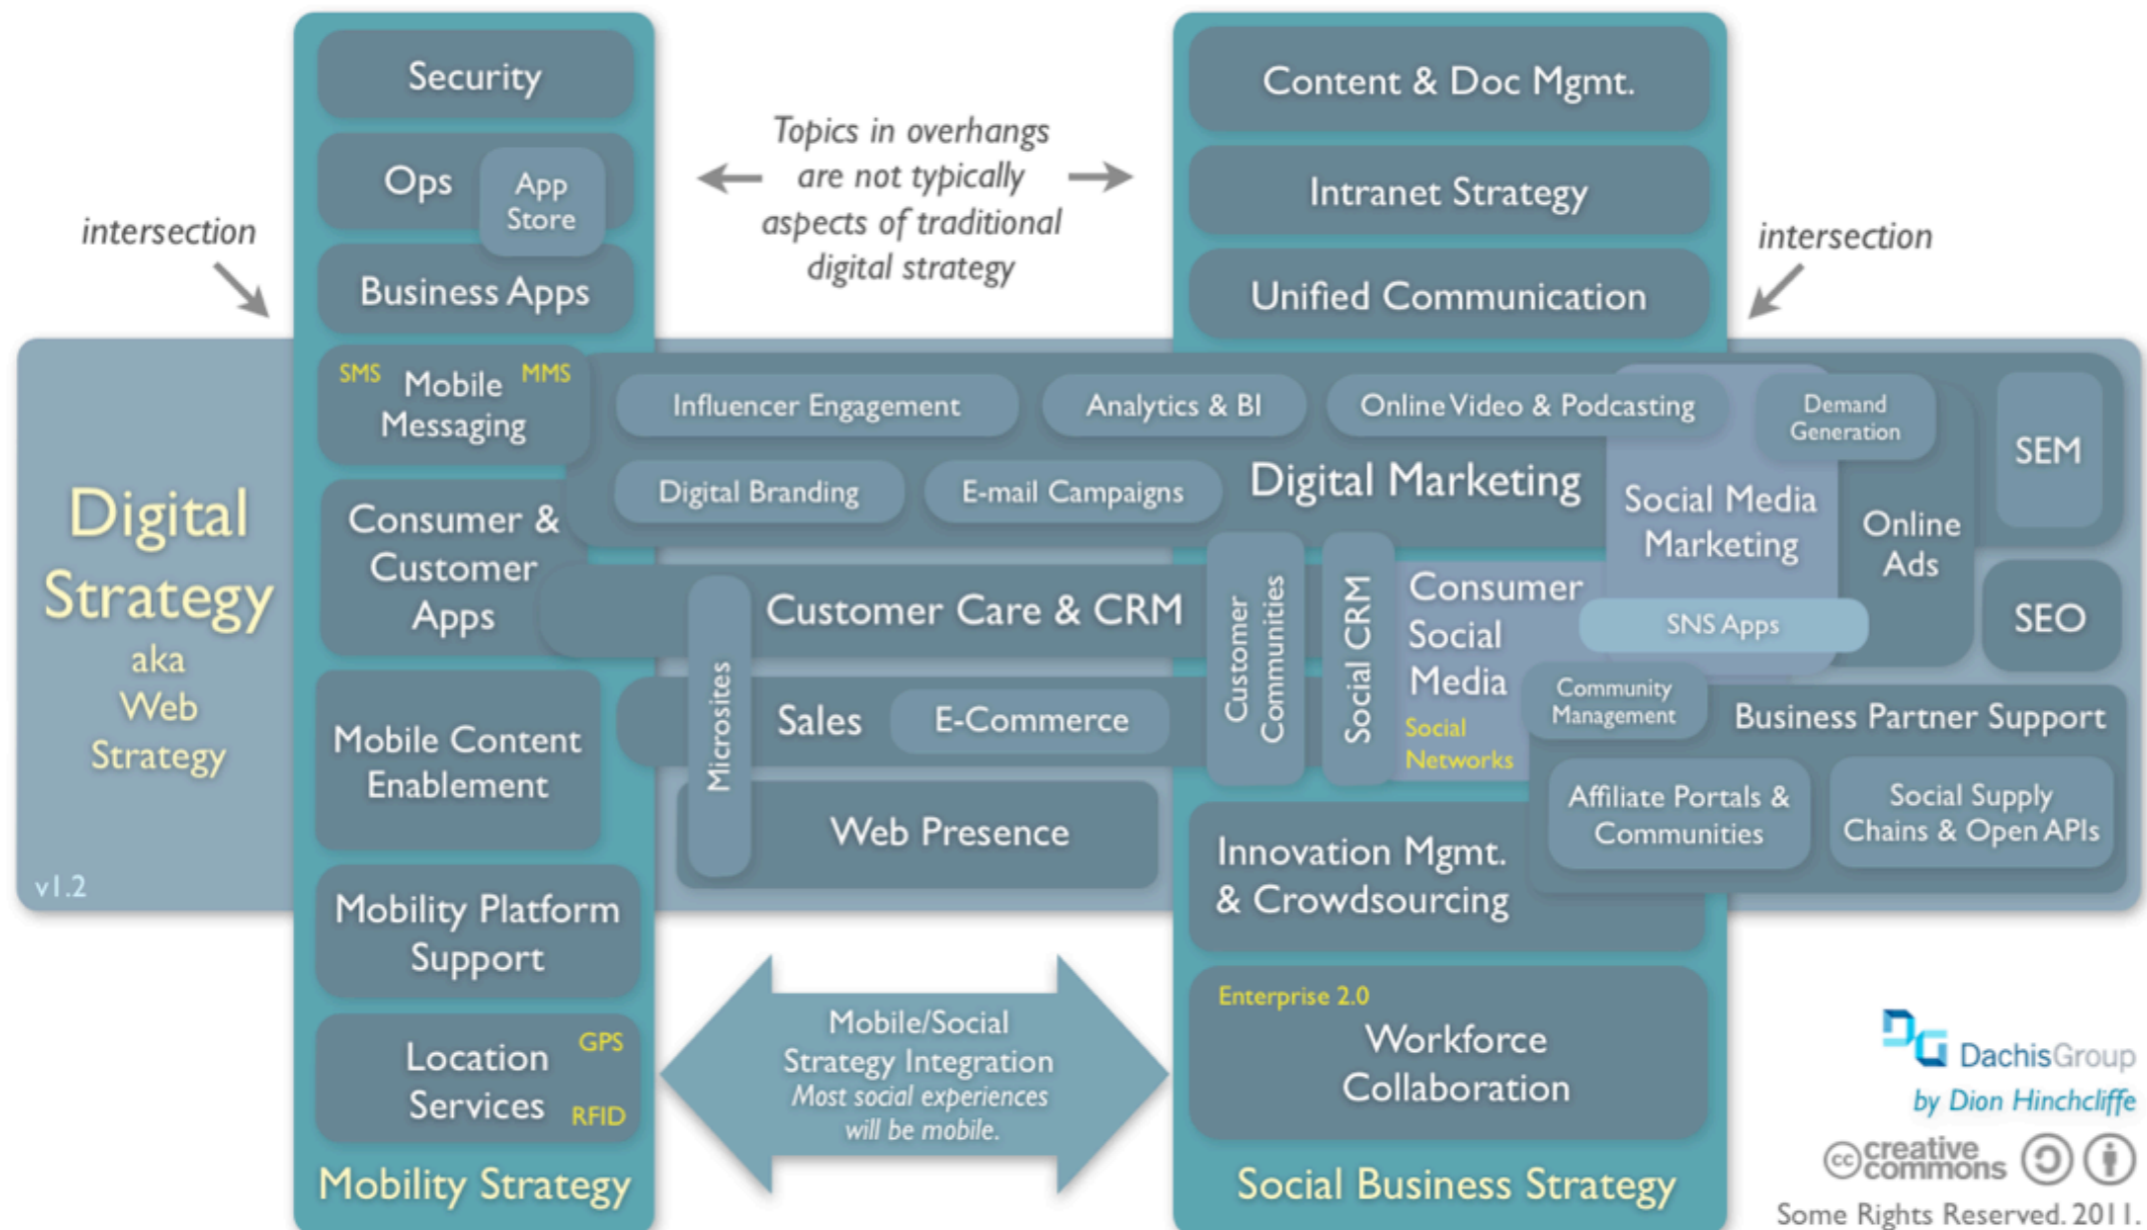 Security
Ops
App
Store
Business Apps
Topics in overhangs
are not typically
aspects of traditional
digital strategy
Content & Doc Mgmt.
Intranet Strategy
Unified Communication
intersection
intersection
Digital
Strategy
aka
Web
Strategy
v1.2
SMS
Mobile
Messaging
MMS
Consumer &
Customer
Apps
Mobile Content
Enablement
Mobility Platform
Support
Location
Services
GPS
RFID
Mobility Strategy
Influencer Engagement
Analytics & BI
Online Video & Podcasting
Digital Branding
E-mail Campaigns
Digital Marketing
Social Media
Marketing
Demand
Generation
Online
Ads
SEM
SEO
Customer Care & CRM
Microsites
Sales
E-Commerce
Web Presence
Customer
Communities
Social CRM
Consumer
Social
Media
Social
Networks
SNS Apps
Community
Management
Business Partner Support
Affiliate Portals &
Communities
Social Supply
Chains & Open APIs
Innovation Mgmt.
& Crowdsourcing
Enterprise 2.0
Workforce
Collaboration
Social Business Strategy
Mobile/Social
Strategy Integration
Most social experiences
will be mobile.
DachisGroup
by Dion Hinchcliffe
cc creative
commons
Some Rights Reserved. 2011.